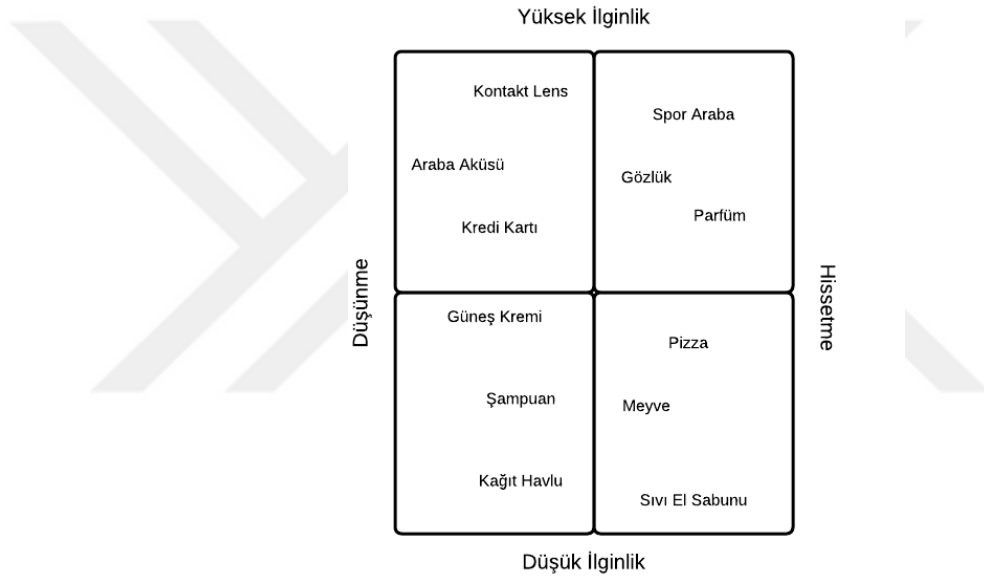 Yüksek İlginlik
Kontakt Lens
Spor Araba
Araba Aküsü
Gözlük
Parfüm
Kredi Kartı
Düşünme
Hissetme
Güneş Kremi
Pizza
Şampuan
Meyve
Kağıt Havlu
Sıvı El Sabunu
Düşük İlginlik